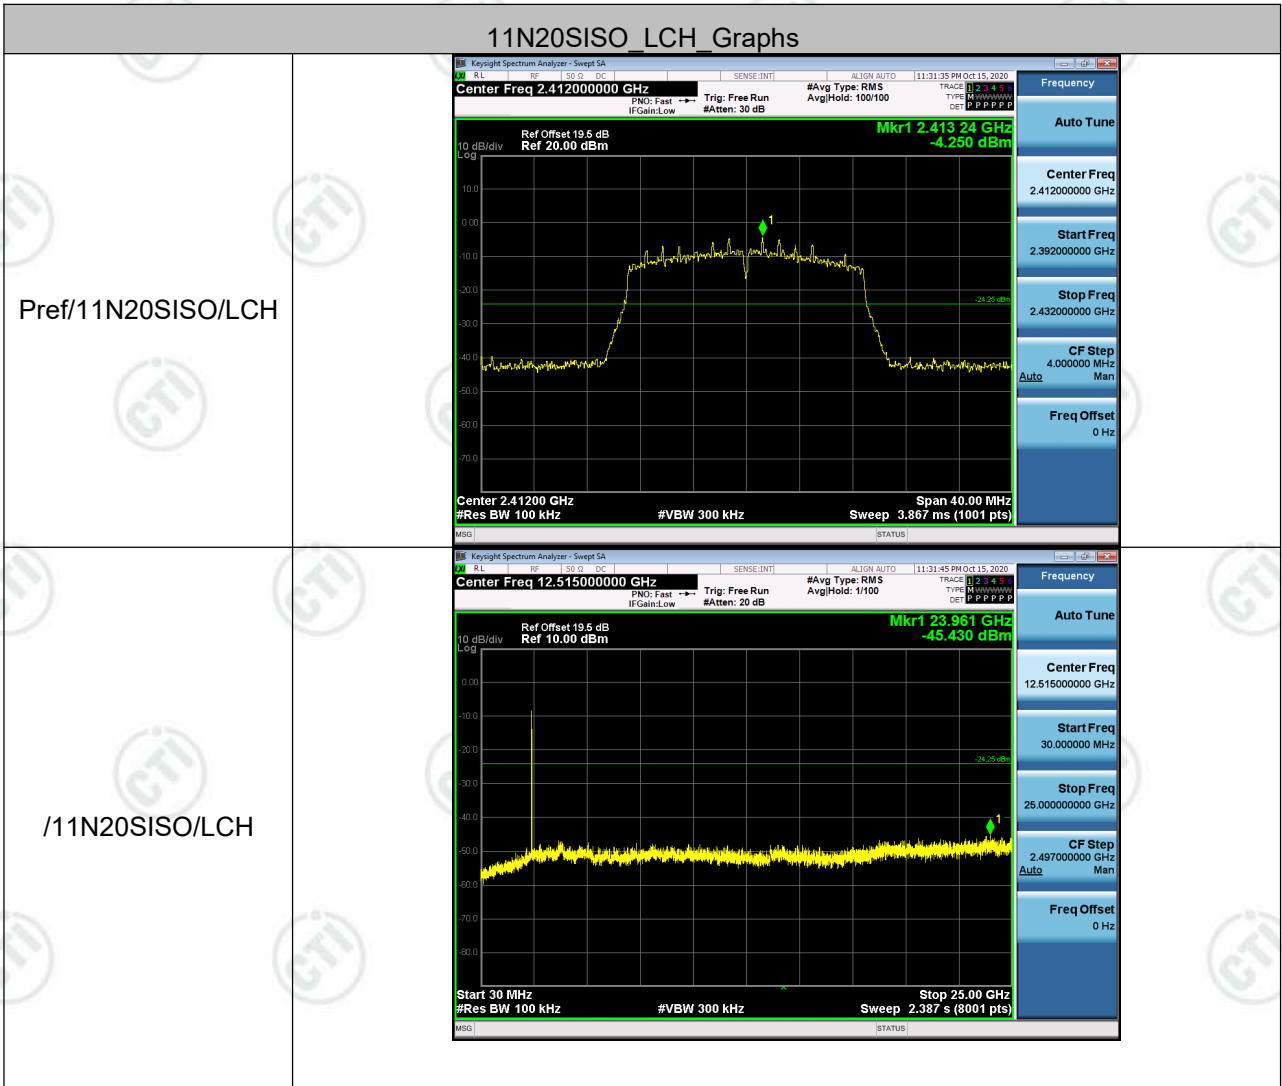 11N20SISO_LCH_Graphs
Pref/11N20SISO/LCH
Keysight Spectrum Analyzer - Swept SA
RL RF 50 Ω DC SENSE:INT ALIGN AUTO 11:31:35 PM Oct 15, 2020
Center Freq 2.412000000 GHz
PNO: Fast
IFGain:Low
Trig: Free Run
#Atten: 30 dB
#Avg Type: RMS
Avg|Hold: 100/100
TRACE 1 2 3 4 5 6
TYPE M WWWWW
DET P P P P P P
Ref Offset 19.5 dB
10 dB/div Ref 20.00 dBm
Log
Mkr1 2.413 24 GHz
-4.250 dBm
10.0
0.00
-10.0
-20.0
-30.0
-40.0
-50.0
-60.0
-70.0
1
-24.25 dBm
Center 2.41200 GHz Span 40.00 MHz
#Res BW 100 kHz #VBW 300 kHz Sweep 3.867 ms (1001 pts)
MSG STATUS
Frequency
Auto Tune
Center Freq
2.412000000 GHz
Start Freq
2.392000000 GHz
Stop Freq
2.432000000 GHz
CF Step
4.000000 MHz
Auto Man
Freq Offset
0 Hz
/11N20SISO/LCH
Keysight Spectrum Analyzer - Swept SA
RL RF 50 Ω DC SENSE:INT ALIGN AUTO 11:31:45 PM Oct 15, 2020
Center Freq 12.515000000 GHz
PNO: Fast
IFGain:Low
Trig: Free Run
#Atten: 20 dB
#Avg Type: RMS
Avg|Hold: 1/100
TRACE 1 2 3 4 5 6
TYPE M WWWWW
DET P P P P P P
Ref Offset 19.5 dB
10 dB/div Ref 10.00 dBm
Log
Mkr1 23.961 GHz
-45.430 dBm
0.00
-10.0
-20.0
-30.0
-40.0
-50.0
-60.0
-70.0
-80.0
1
-24.25 dBm
Start 30 MHz Stop 25.00 GHz
#Res BW 100 kHz #VBW 300 kHz Sweep 2.387 s (8001 pts)
MSG STATUS
Frequency
Auto Tune
Center Freq
12.515000000 GHz
Start Freq
30.000000 MHz
Stop Freq
25.000000000 GHz
CF Step
2.497000000 GHz
Auto Man
Freq Offset
0 Hz
CTI